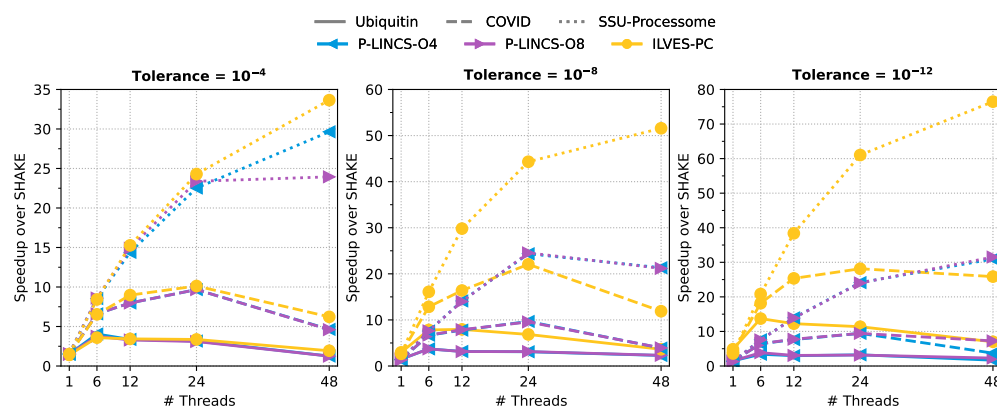 Ubiquitin COVID SSU-Processome
P-LINCS-O4 P-LINCS-O8 ILVES-PC
Tolerance = 10⁻⁴
Speedup over SHAKE
35
30
25
20
15
10
5
0
1 6 12 24 48
# Threads
Tolerance = 10⁻⁸
Speedup over SHAKE
60
50
40
30
20
10
0
1 6 12 24 48
# Threads
Tolerance = 10⁻¹²
Speedup over SHAKE
80
70
60
50
40
30
20
10
0
1 6 12 24 48
# Threads